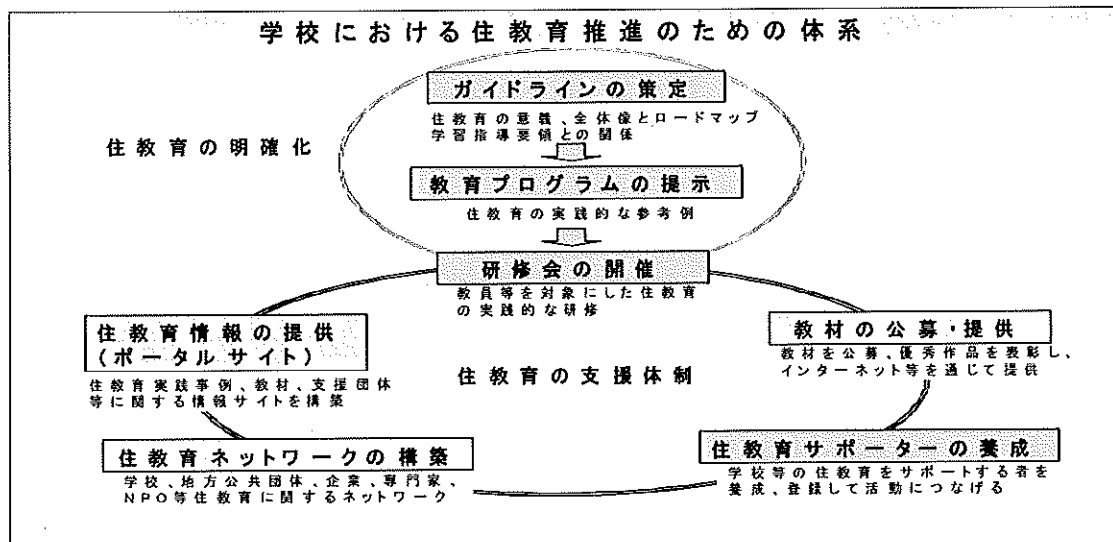 学校における住教育推進のための体系
ガイドラインの策定
住教育の意義、全体像とロードマップ
学習指導要領との関係
住教育の明確化
教育プログラムの提示
住教育の実践的な参考例
研修会の開催
教員等を対象にした住教育
の実践的な研修
住教育情報の提供
(ポータルサイト)
住教育実践事例、教材、支援団体
等に関する情報サイトを構築
住教育の支援体制
教材の公募・提供
教材を公募、優秀作品を表彰し、
インターネット等を通じて提供
住教育ネットワークの構築
学校、地方公共団体、企業、専門家、
NPO等住教育に関するネットワーク
住教育サポーターの養成
学校等の住教育をサポートする者を
養成、登録して活動につなげる